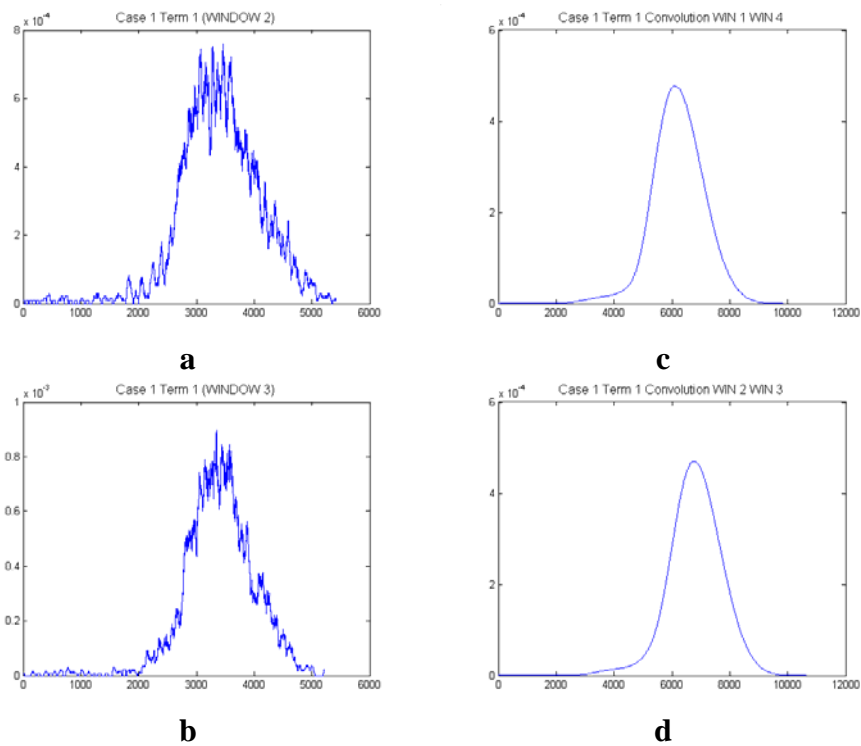 Case 1 Term 1 (WINDOW 2)
x 10⁻⁴
8
6
4
2
0
0 1000 2000 3000 4000 5000 6000
a
Case 1 Term 1 Convolution WIN 1 WIN 4
x 10⁻⁴
6
4
2
0
0 2000 4000 6000 8000 10000 12000
c
Case 1 Term 1 (WINDOW 3)
x 10⁻³
1
0.8
0.6
0.4
0.2
0
0 1000 2000 3000 4000 5000 6000
b
Case 1 Term 1 Convolution WIN 2 WIN 3
x 10⁻⁴
6
4
2
0
0 2000 4000 6000 8000 10000 12000
d